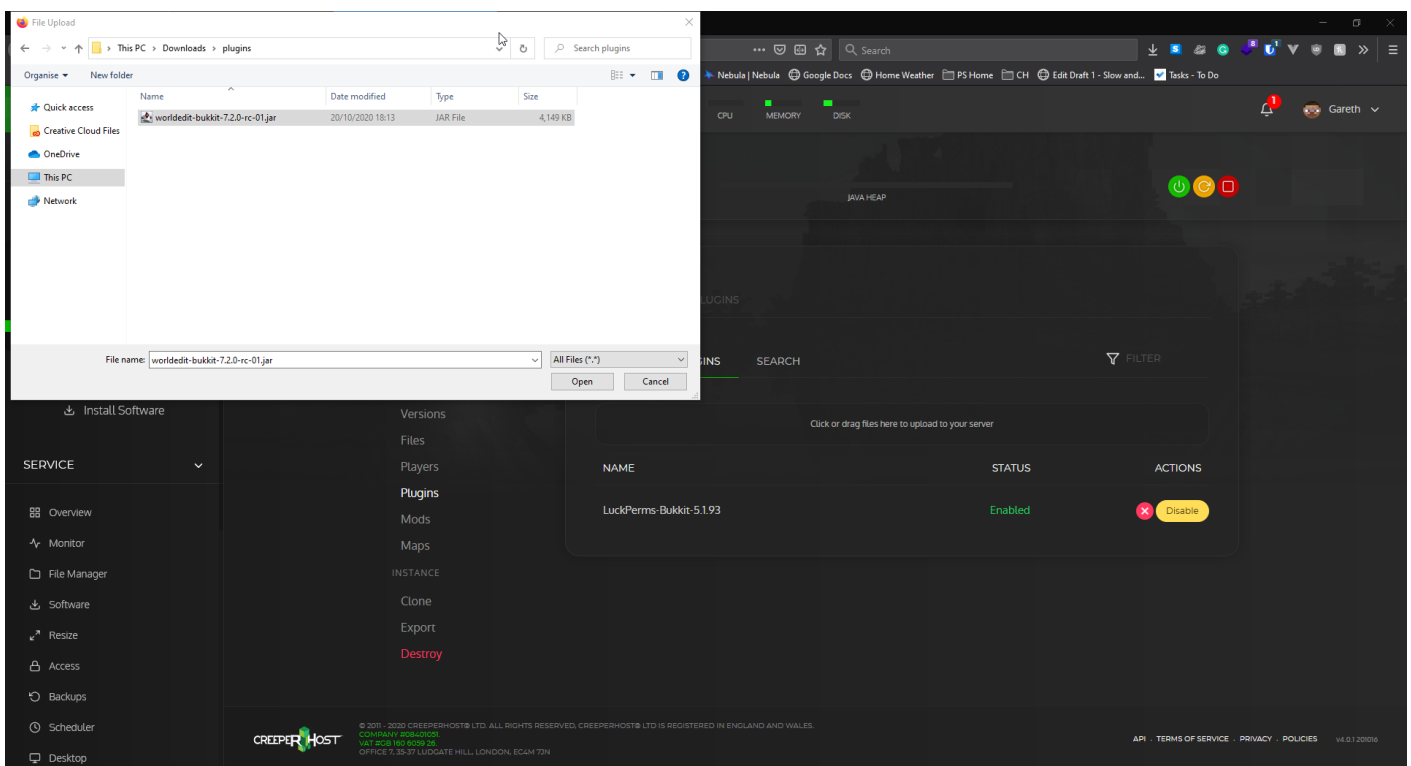 File Upload
This PC > Downloads > plugins
Search plugins
Organise
New folder
Name
Date modified
Type
Size
worldedit-bukkit-7.2.0-rc-01.jar
20/10/2020 18:13
JAR File
4,149 KB
Quick access
Creative Cloud Files
OneDrive
This PC
Network
File name:
worldedit-bukkit-7.2.0-rc-01.jar
All Files (*.*)
Open
Cancel
Search
Nebula | Nebula
Google Docs
Home Weather
PS Home
CH
Edit Draft 1 - Slow and...
Tasks - To Do
CPU
MEMORY
DISK
1
Gareth
JAVA HEAP
LUGINS
GINS
SEARCH
FILTER
Click or drag files here to upload to your server
NAME
STATUS
ACTIONS
LuckPerms-Bukkit-5.1.93
Enabled
Disable
Install Software
SERVICE
Overview
Monitor
File Manager
Software
Resize
Access
Backups
Scheduler
Desktop
Versions
Files
Players
Plugins
Mods
Maps
INSTANCE
Clone
Export
Destroy
CREEPER HOST
© 2011 - 2020 CREEPERHOST® LTD. ALL RIGHTS RESERVED, CREEPERHOST® LTD IS REGISTERED IN ENGLAND AND WALES.
COMPANY #08401051.
VAT #GB 160 6059 26.
OFFICE 7, 35-37 LUDGATE HILL, LONDON, EC4M 7JN
API - TERMS OF SERVICE - PRIVACY - POLICIES
v4.0.1 201016